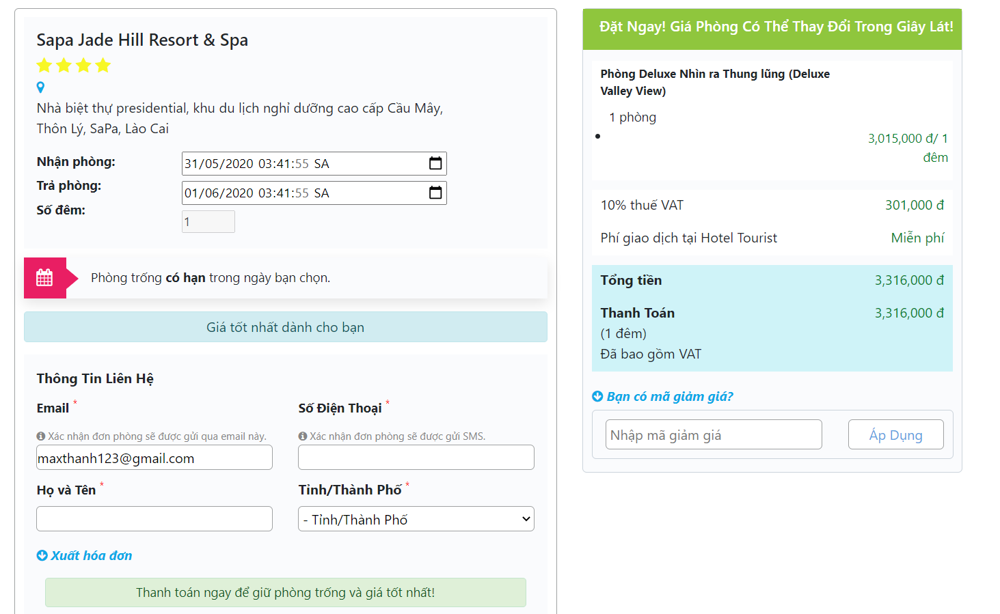 Sapa Jade Hill Resort & Spa
Nhà biệt thự presidential, khu du lịch nghỉ dưỡng cao cấp Cầu Mây,
Thôn Lý, SaPa, Lào Cai
Nhận phòng:
31/05/2020 03:41:55 SA
Trả phòng:
01/06/2020 03:41:55 SA
Số đêm:
1
Phòng trống có hạn trong ngày bạn chọn.
Giá tốt nhất dành cho bạn
Thông Tin Liên Hệ
Email *
Xác nhận đơn phòng sẽ được gửi qua email này.
maxthanh123@gmail.com
Số Điện Thoại *
Xác nhận đơn phòng sẽ được gửi SMS.
Họ và Tên *
Tỉnh/Thành Phố *
- Tỉnh/Thành Phố
Xuất hóa đơn
Thanh toán ngay để giữ phòng trống và giá tốt nhất!
Đặt Ngay! Giá Phòng Có Thể Thay Đổi Trong Giây Lát!
Phòng Deluxe Nhìn ra Thung lũng (Deluxe
Valley View)
1 phòng
3,015,000 đ/ 1
đêm
10% thuế VAT
301,000 đ
Phí giao dịch tại Hotel Tourist
Miễn phí
Tổng tiền
3,316,000 đ
Thanh Toán
3,316,000 đ
(1 đêm)
Đã bao gồm VAT
Bạn có mã giảm giá?
Nhập mã giảm giá
Áp Dụng